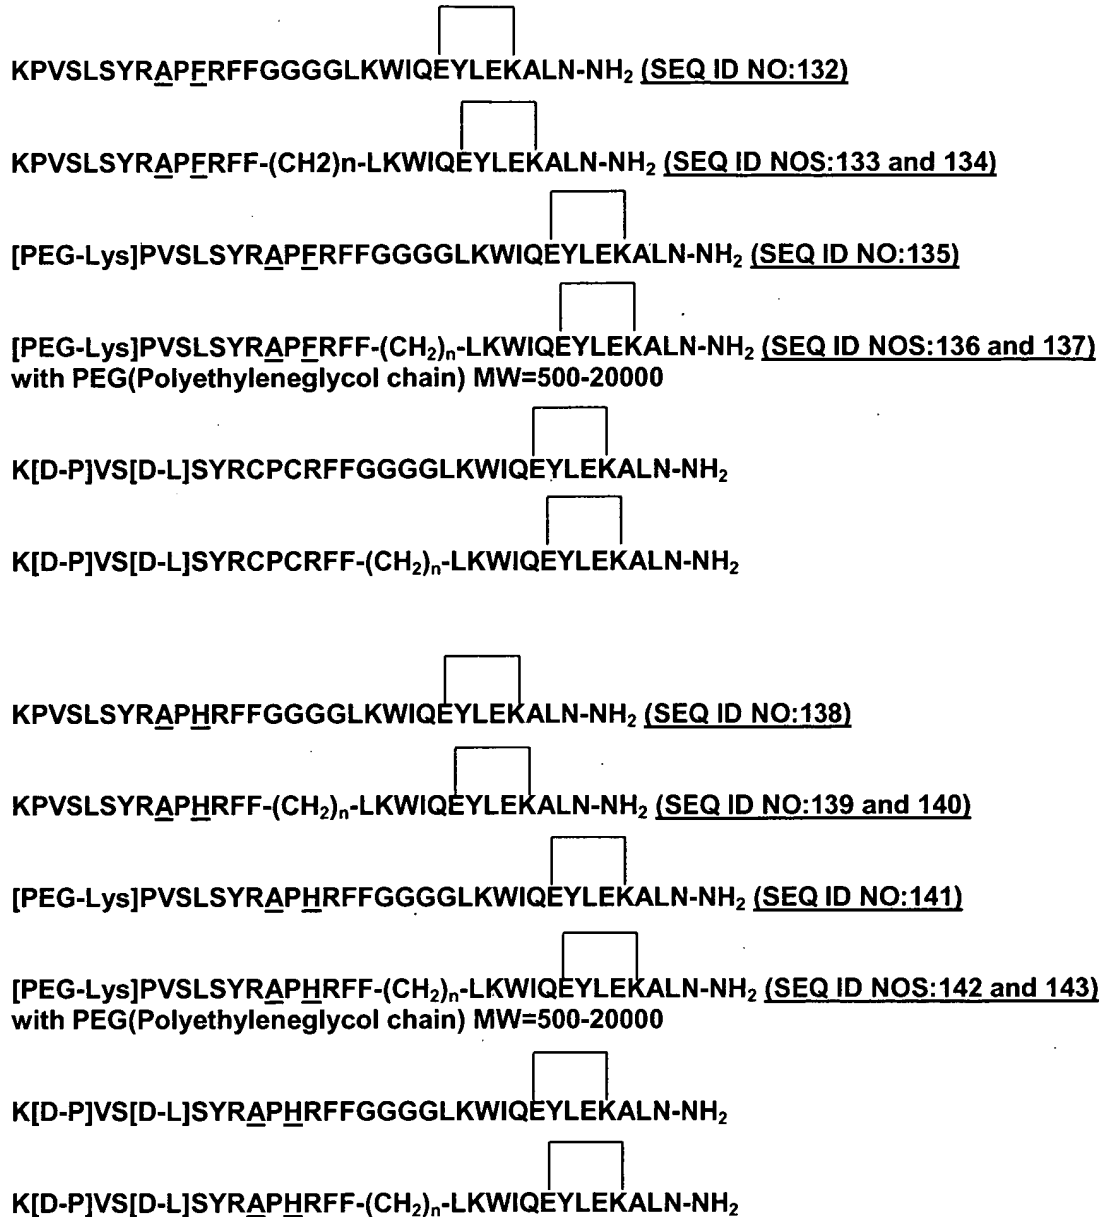 KPVSLSYRAPFRFFGGGGLKWIQEYLEKALN-NH2 (SEQ ID NO:132)
KPVSLSYRAPFRFF-(CH2)n-LKWIQEYLEKALN-NH2 (SEQ ID NOS:133 and 134)
[PEG-Lys]PVSLSYRAPFRFFGGGGLKWIQEYLEKALN-NH2 (SEQ ID NO:135)
[PEG-Lys]PVSLSYRAPFRFF-(CH2)n-LKWIQEYLEKALN-NH2 (SEQ ID NOS:136 and 137)
with PEG(Polyethyleneglycol chain) MW=500-20000
K[D-P]VS[D-L]SYRCPCRFFGGGGLKWIQEYLEKALN-NH2
K[D-P]VS[D-L]SYRCPCRFF-(CH2)n-LKWIQEYLEKALN-NH2
KPVSLSYRAPHRFFGGGGLKWIQEYLEKALN-NH2 (SEQ ID NO:138)
KPVSLSYRAPHRFF-(CH2)n-LKWIQEYLEKALN-NH2 (SEQ ID NO:139 and 140)
[PEG-Lys]PVSLSYRAPHRFFGGGGLKWIQEYLEKALN-NH2 (SEQ ID NO:141)
[PEG-Lys]PVSLSYRAPHRFF-(CH2)n-LKWIQEYLEKALN-NH2 (SEQ ID NOS:142 and 143)
with PEG(Polyethyleneglycol chain) MW=500-20000
K[D-P]VS[D-L]SYRAPHRFFGGGGLKWIQEYLEKALN-NH2
K[D-P]VS[D-L]SYRAPHRFF-(CH2)n-LKWIQEYLEKALN-NH2